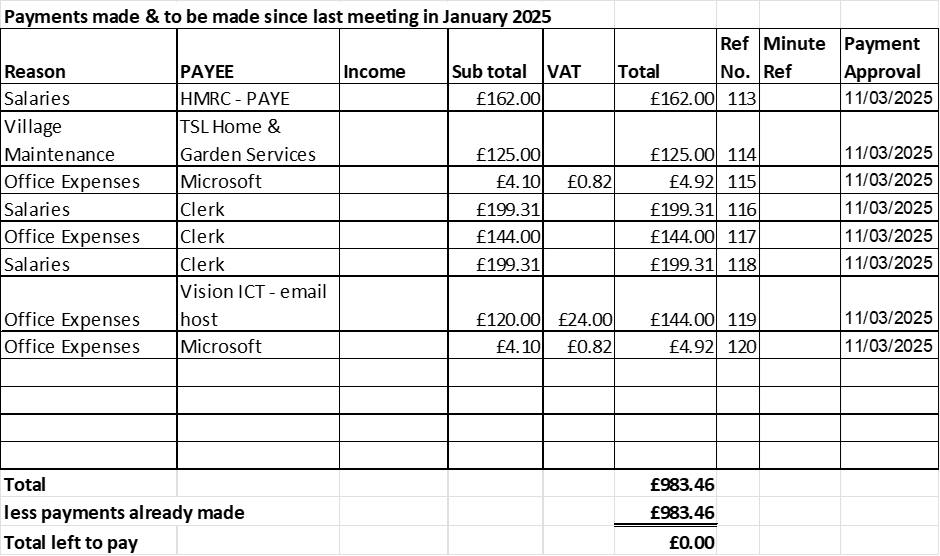 Payments made & to be made since last meeting in January 2025
Reason PAYEE Income Sub total VAT Total Ref No. Minute Ref Payment Approval
Salaries HMRC - PAYE £162.00 £162.00 113 11/03/2025
Village Maintenance TSL Home & Garden Services £125.00 £125.00 114 11/03/2025
Office Expenses Microsoft £4.10 £0.82 £4.92 115 11/03/2025
Salaries Clerk £199.31 £199.31 116 11/03/2025
Office Expenses Clerk £144.00 £144.00 117 11/03/2025
Salaries Clerk £199.31 £199.31 118 11/03/2025
Office Expenses Vision ICT - email host £120.00 £24.00 £144.00 119 11/03/2025
Office Expenses Microsoft £4.10 £0.82 £4.92 120 11/03/2025
Total £983.46
less payments already made £983.46
Total left to pay £0.00